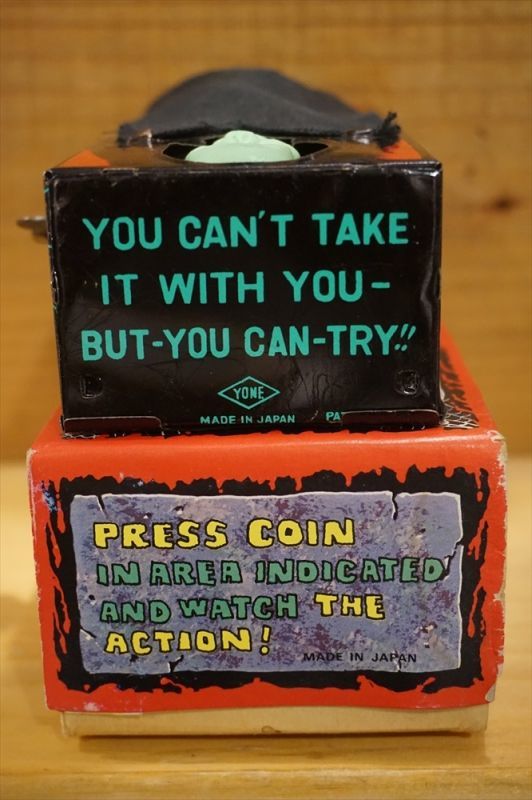 YOU CAN'T TAKE
IT WITH YOU-
BUT-YOU CAN-TRY!!
YONE
MADE IN JAPAN
PRESS COIN
IN AREA INDICATED
AND WATCH THE
ACTION!
MADE IN JAPAN